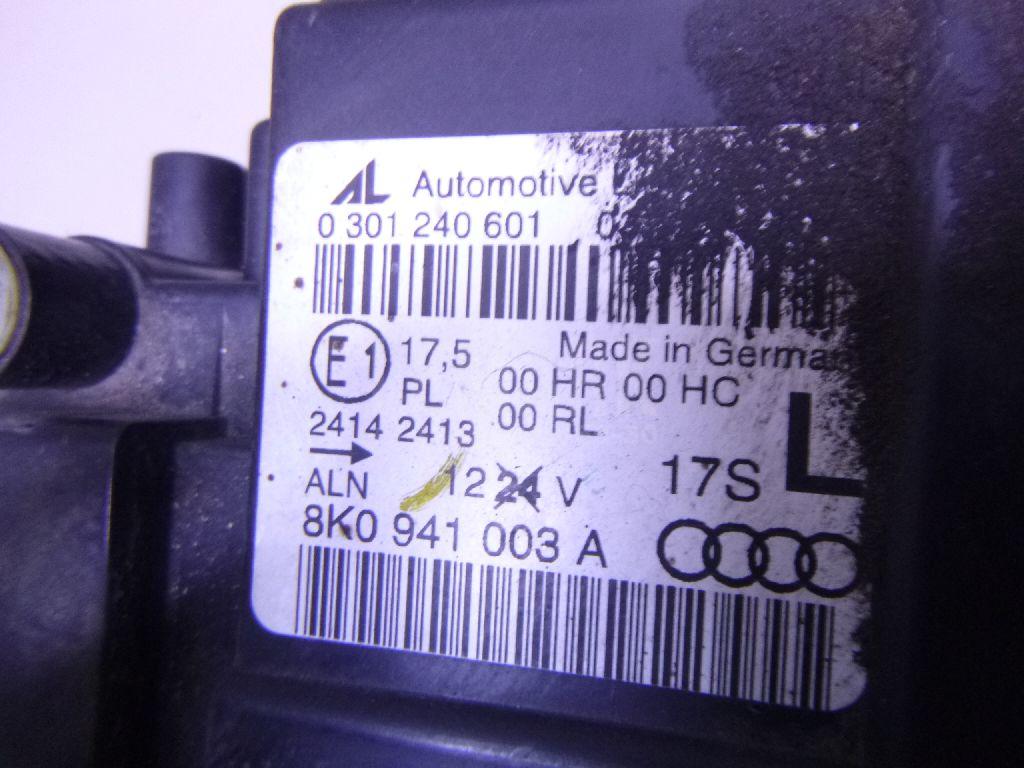 AL Automotive
0 301 240 601
E1 17,5 Made in
PL 00 HR 00 HC
2414 2413 00 RL
ALN 12 24 V 17S L
8K0 941 003 A